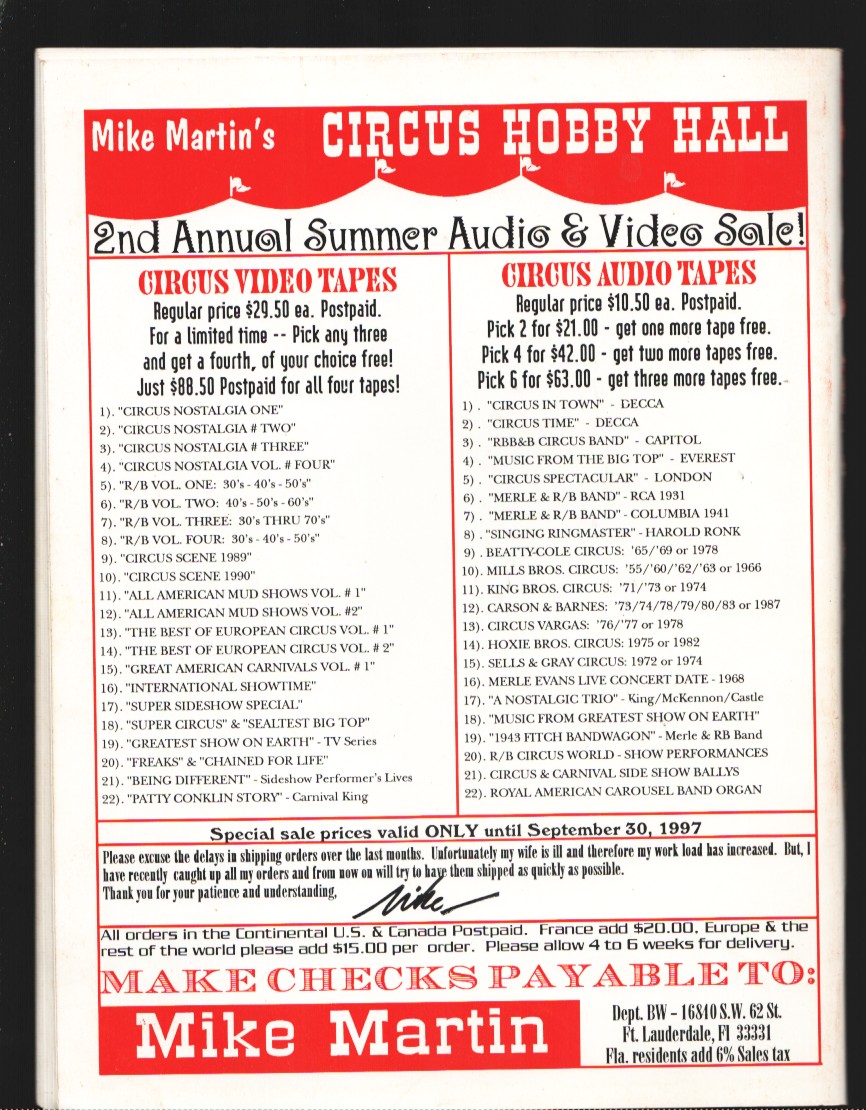 Mike Martin's CIRCUS HOBBY HALL
2nd Annual Summer Audio & Video Sale!
CIRCUS VIDEO TAPES
Regular price $29.50 ea. Postpaid.
For a limited time -- Pick any three
and get a fourth, of your choice free!
Just $88.50 Postpaid for all four tapes!
1). "CIRCUS NOSTALGIA ONE"
2). "CIRCUS NOSTALGIA # TWO"
3). "CIRCUS NOSTALGIA # THREE"
4). "CIRCUS NOSTALGIA VOL. # FOUR"
5). "R/B VOL. ONE: 30's - 40's - 50's"
6). "R/B VOL. TWO: 40's - 50's - 60's"
7). "R/B VOL. THREE: 30's THRU 70's"
8). "R/B VOL. FOUR: 30's - 40's - 50's"
9). "CIRCUS SCENE 1989"
10). "CIRCUS SCENE 1990"
11). "ALL AMERICAN MUD SHOWS VOL. # 1"
12). "ALL AMERICAN MUD SHOWS VOL. #2"
13). "THE BEST OF EUROPEAN CIRCUS VOL. # 1"
14). "THE BEST OF EUROPEAN CIRCUS VOL. # 2"
15). "GREAT AMERICAN CARNIVALS VOL. # 1"
16). "INTERNATIONAL SHOWTIME"
17). "SUPER SIDESHOW SPECIAL"
18). "SUPER CIRCUS" & "SEALTEST BIG TOP"
19). "GREATEST SHOW ON EARTH" - TV Series
20). "FREAKS" & "CHAINED FOR LIFE"
21). "BEING DIFFERENT" - Sideshow Performer's Lives
22). "PATTY CONKLIN STORY" - Carnival King
CIRCUS AUDIO TAPES
Regular price $10.50 ea. Postpaid.
Pick 2 for $21.00 - get one more tape free.
Pick 4 for $42.00 - get two more tapes free.
Pick 6 for $63.00 - get three more tapes free.
1) . "CIRCUS IN TOWN" - DECCA
2) . "CIRCUS TIME" - DECCA
3) . "RBB&B CIRCUS BAND" - CAPITOL
4) . "MUSIC FROM THE BIG TOP" - EVEREST
5) . "CIRCUS SPECTACULAR" - LONDON
6) . "MERLE & R/B BAND" - RCA 1931
7) . "MERLE & R/B BAND" - COLUMBIA 1941
8) . "SINGING RINGMASTER" - HAROLD RONK
9) . BEATTY-COLE CIRCUS: '65/'69 or 1978
10). MILLS BROS. CIRCUS: '55/'60/'62/'63 or 1966
11). KING BROS. CIRCUS: '71/'73 or 1974
12). CARSON & BARNES: '73/74/78/79/80/83 or 1987
13). CIRCUS VARGAS: '76/'77 or 1978
14). HOXIE BROS. CIRCUS: 1975 or 1982
15). SELLS & GRAY CIRCUS: 1972 or 1974
16). MERLE EVANS LIVE CONCERT DATE - 1968
17). "A NOSTALGIC TRIO" - King/McKennon/Castle
18). "MUSIC FROM GREATEST SHOW ON EARTH"
19). "1943 FITCH BANDWAGON" - Merle & RB Band
20). R/B CIRCUS WORLD - SHOW PERFORMANCES
21). CIRCUS & CARNIVAL SIDE SHOW BALLYS
22). ROYAL AMERICAN CAROUSEL BAND ORGAN
Special sale prices valid ONLY until September 30, 1997
Please excuse the delays in shipping orders over the last months. Unfortunately my wife is ill and therefore my work load has increased. But, I
have recently caught up all my orders and from now on will try to have them shipped as quickly as possible.
Thank you for your patience and understanding,
Mike
All orders in the Continental U.S. & Canada Postpaid. France add $20.00, Europe & the
rest of the world please add $15.00 per order. Please allow 4 to 6 weeks for delivery.
MAKE CHECKS PAYABLE TO:
Mike Martin
Dept. BW - 16810 S.W. 62 St.
Ft. Lauderdale, Fl 33331
Fla. residents add 6% Sales tax